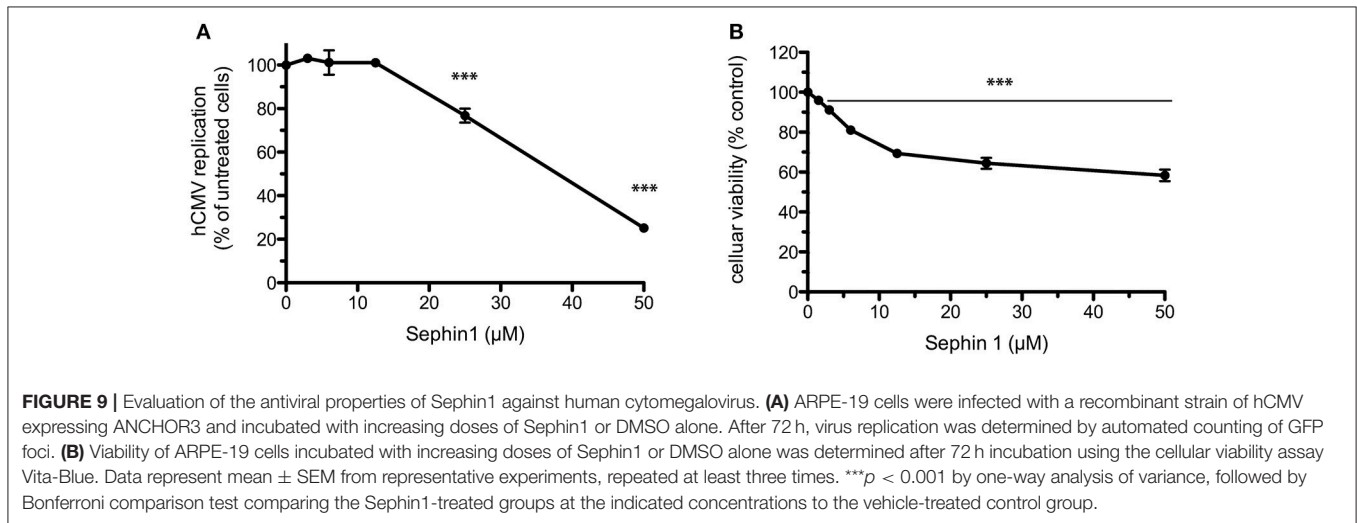 A
hCMV replication
(% of untreated cells)
100
80
60
40
20
0
***
***
0
10
20
30
40
50
Sephin1 (µM)
B
celluar viability (% control)
120
100
80
60
40
20
0
***
0
10
20
30
40
50
Sephin 1 (µM)
FIGURE 9 | Evaluation of the antiviral properties of Sephin1 against human cytomegalovirus. (A) ARPE-19 cells were infected with a recombinant strain of hCMV
expressing ANCHOR3 and incubated with increasing doses of Sephin1 or DMSO alone. After 72 h, virus replication was determined by automated counting of GFP
foci. (B) Viability of ARPE-19 cells incubated with increasing doses of Sephin1 or DMSO alone was determined after 72 h incubation using the cellular viability assay
Vita-Blue. Data represent mean ± SEM from representative experiments, repeated at least three times. ***p < 0.001 by one-way analysis of variance, followed by
Bonferroni comparison test comparing the Sephin1-treated groups at the indicated concentrations to the vehicle-treated control group.